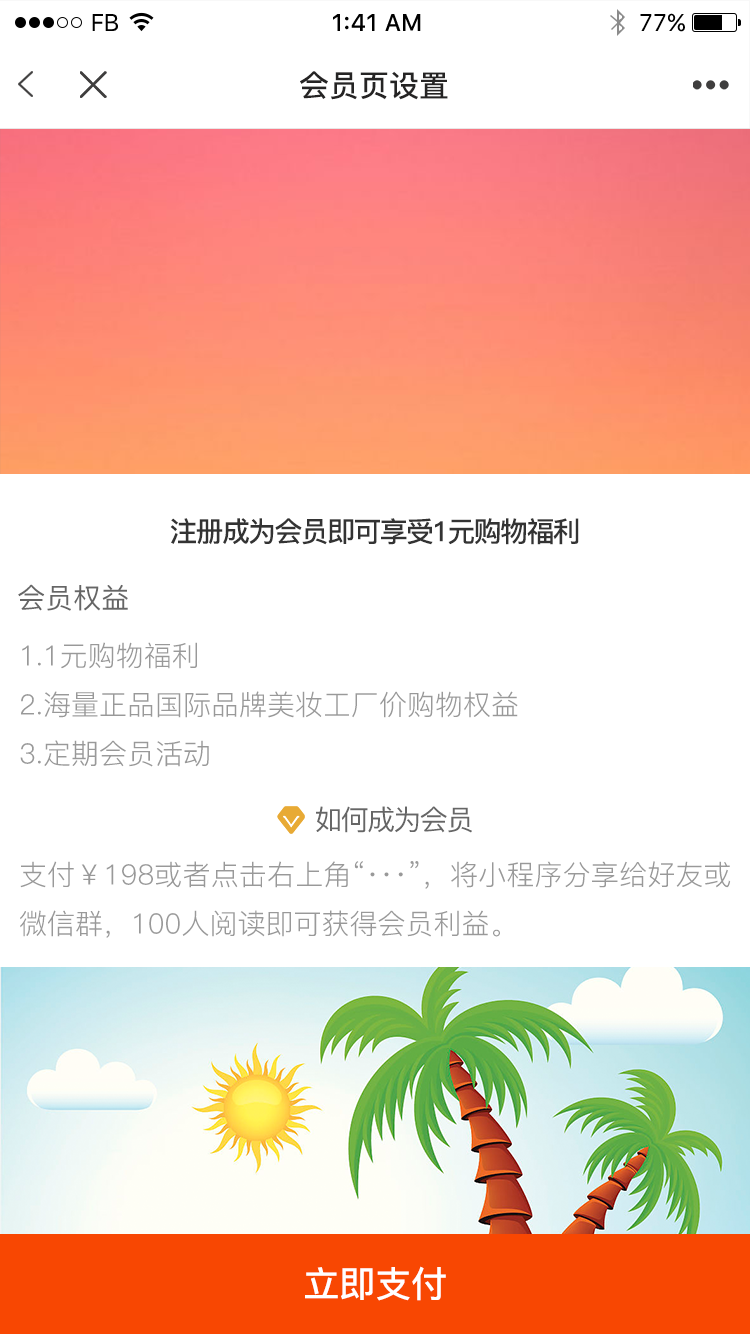 FB 1:41 AM 77%
会员页设置
注册成为会员即可享受1元购物福利
会员权益
1.1元购物福利
2.海量正品国际品牌美妆工厂价购物权益
3.定期会员活动
如何成为会员
支付￥198或者点击右上角“···”，将小程序分享给好友或
微信群，100人阅读即可获得会员利益。
立即支付